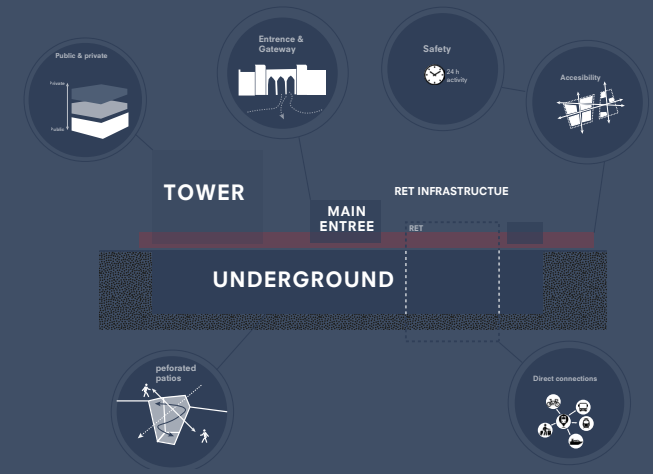 Entrence &
Gateway
Safety
Public & private
24 h
activity
Accesibility
Private
Public
TOWER
RET INFRASTRUCTUE
MAIN
ENTREE
RET
UNDERGROUND
peforated
patios
Direct connections